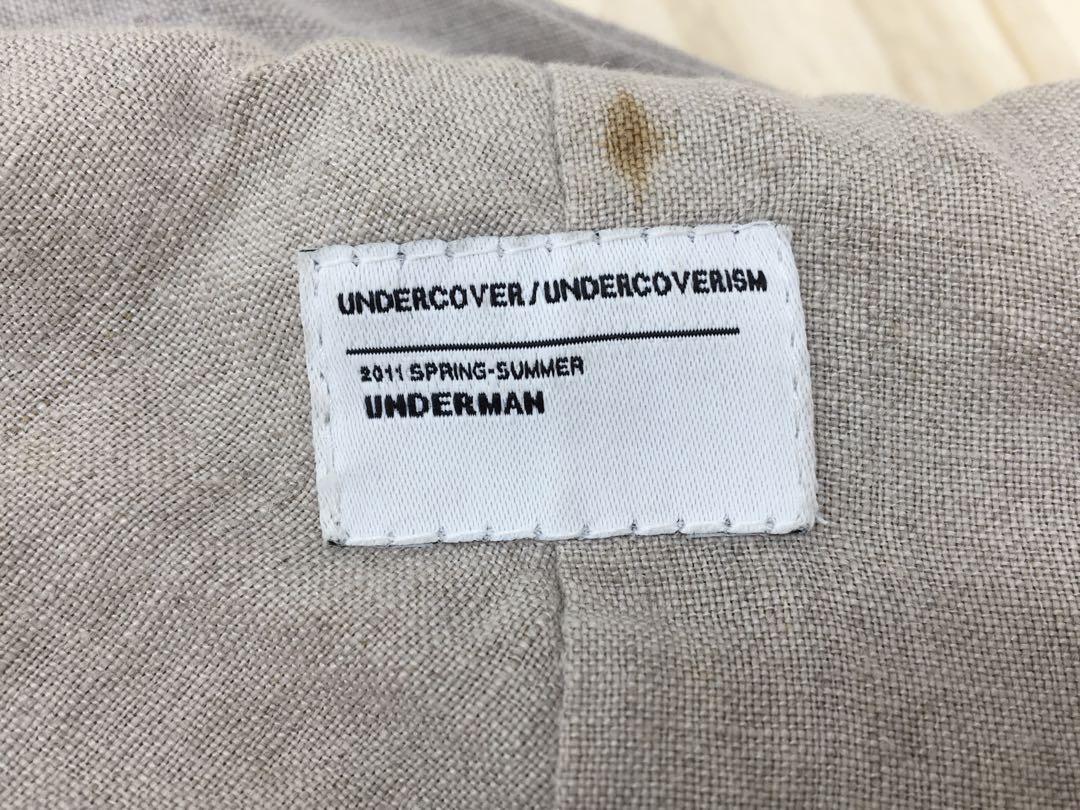 UNDERCOVER/UNDERCOVERISM
2011 SPRING-SUMMER
UNDERMAN